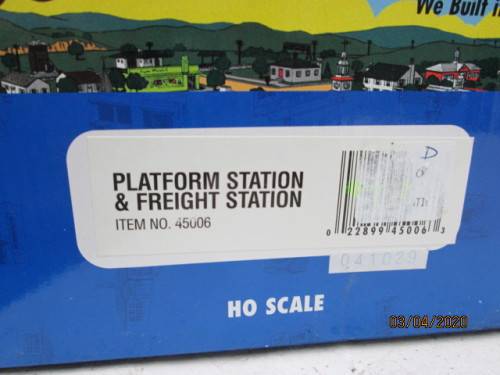 We Built
PLATFORM STATION
& FREIGHT STATION
ITEM NO. 45006
D
0 22899 45006 3
041029
HO SCALE
03/04/2020